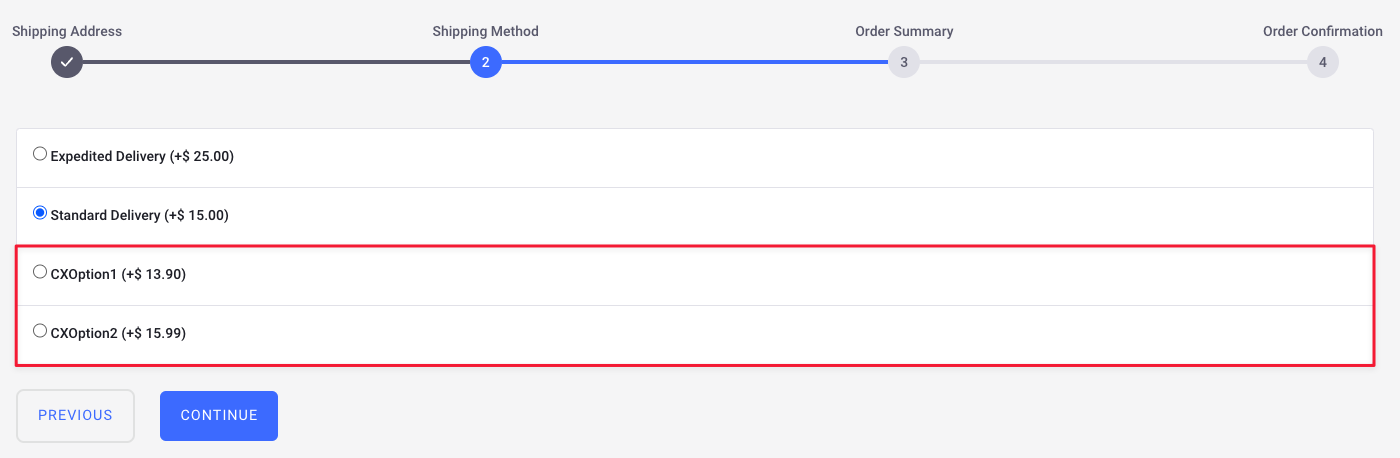 Shipping Address
Shipping Method
Order Summary
Order Confirmation
2
3
4
Expedited Delivery (+$ 25.00)
Standard Delivery (+$ 15.00)
CXOption1 (+$ 13.90)
CXOption2 (+$ 15.99)
PREVIOUS
CONTINUE